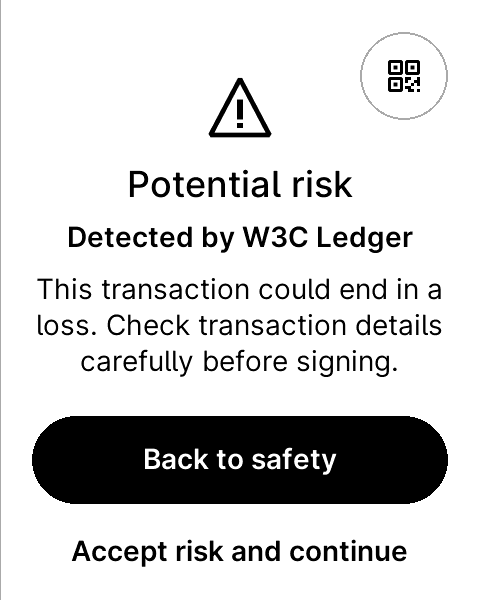 Potential risk
Detected by W3C Ledger
This transaction could end in a
loss. Check transaction details
carefully before signing.
Back to safety
Accept risk and continue